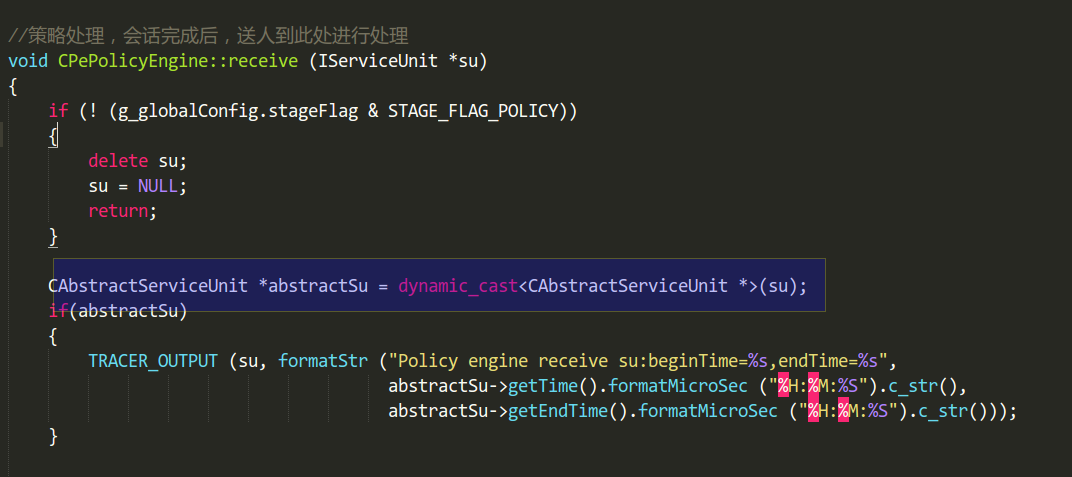 //策略处理，会话完成后，送人到此处进行处理
void CPePolicyEngine::receive (IServiceUnit *su)
{
    if (! (g_globalConfig.stageFlag & STAGE_FLAG_POLICY))
    {
        delete su;
        su = NULL;
        return;
    }
    CAbstractServiceUnit *abstractSu = dynamic_cast<CAbstractServiceUnit *>(su);
    if(abstractSu)
    {
        TRACER_OUTPUT (su, formatStr ("Policy engine receive su:beginTime=%s,endTime=%s",
                                      abstractSu->getTime().formatMicroSec ("%H:%M:%S").c_str(),
                                      abstractSu->getEndTime().formatMicroSec ("%H:%M:%S").c_str()));
    }